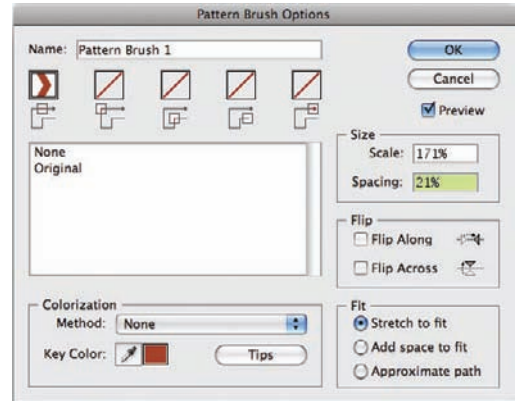 Pattern Brush Options
Name: Pattern Brush 1
OK
Cancel
Preview
None
Original
Size
Scale: 171%
Spacing: 21%
Flip
Flip Along
Flip Across
Colorization
Method: None
Key Color:
Tips
Fit
Stretch to fit
Add space to fit
Approximate path